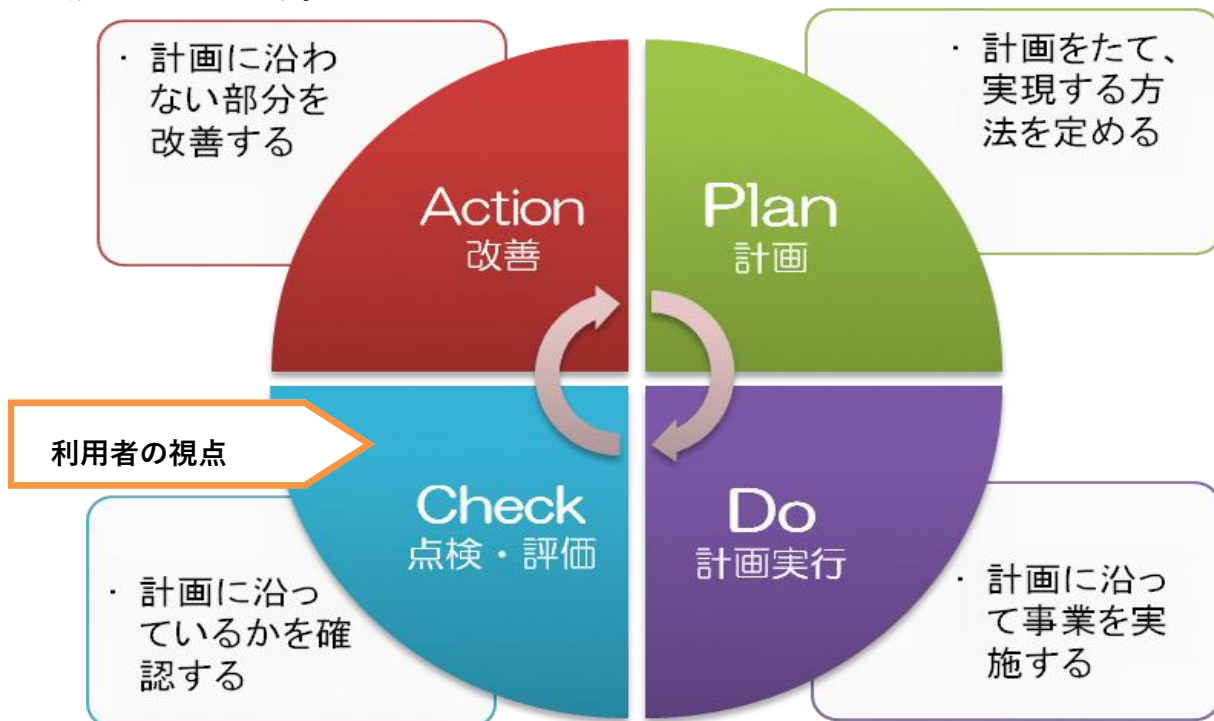 ・計画に沿わ
ない部分を
改善する
・計画をたて、
実現する方
法を定める
Action
改善
Plan
計画
利用者の視点
Check
点検・評価
Do
計画実行
・計画に沿っ
ているかを確
認する
・計画に沿っ
て事業を実
施する